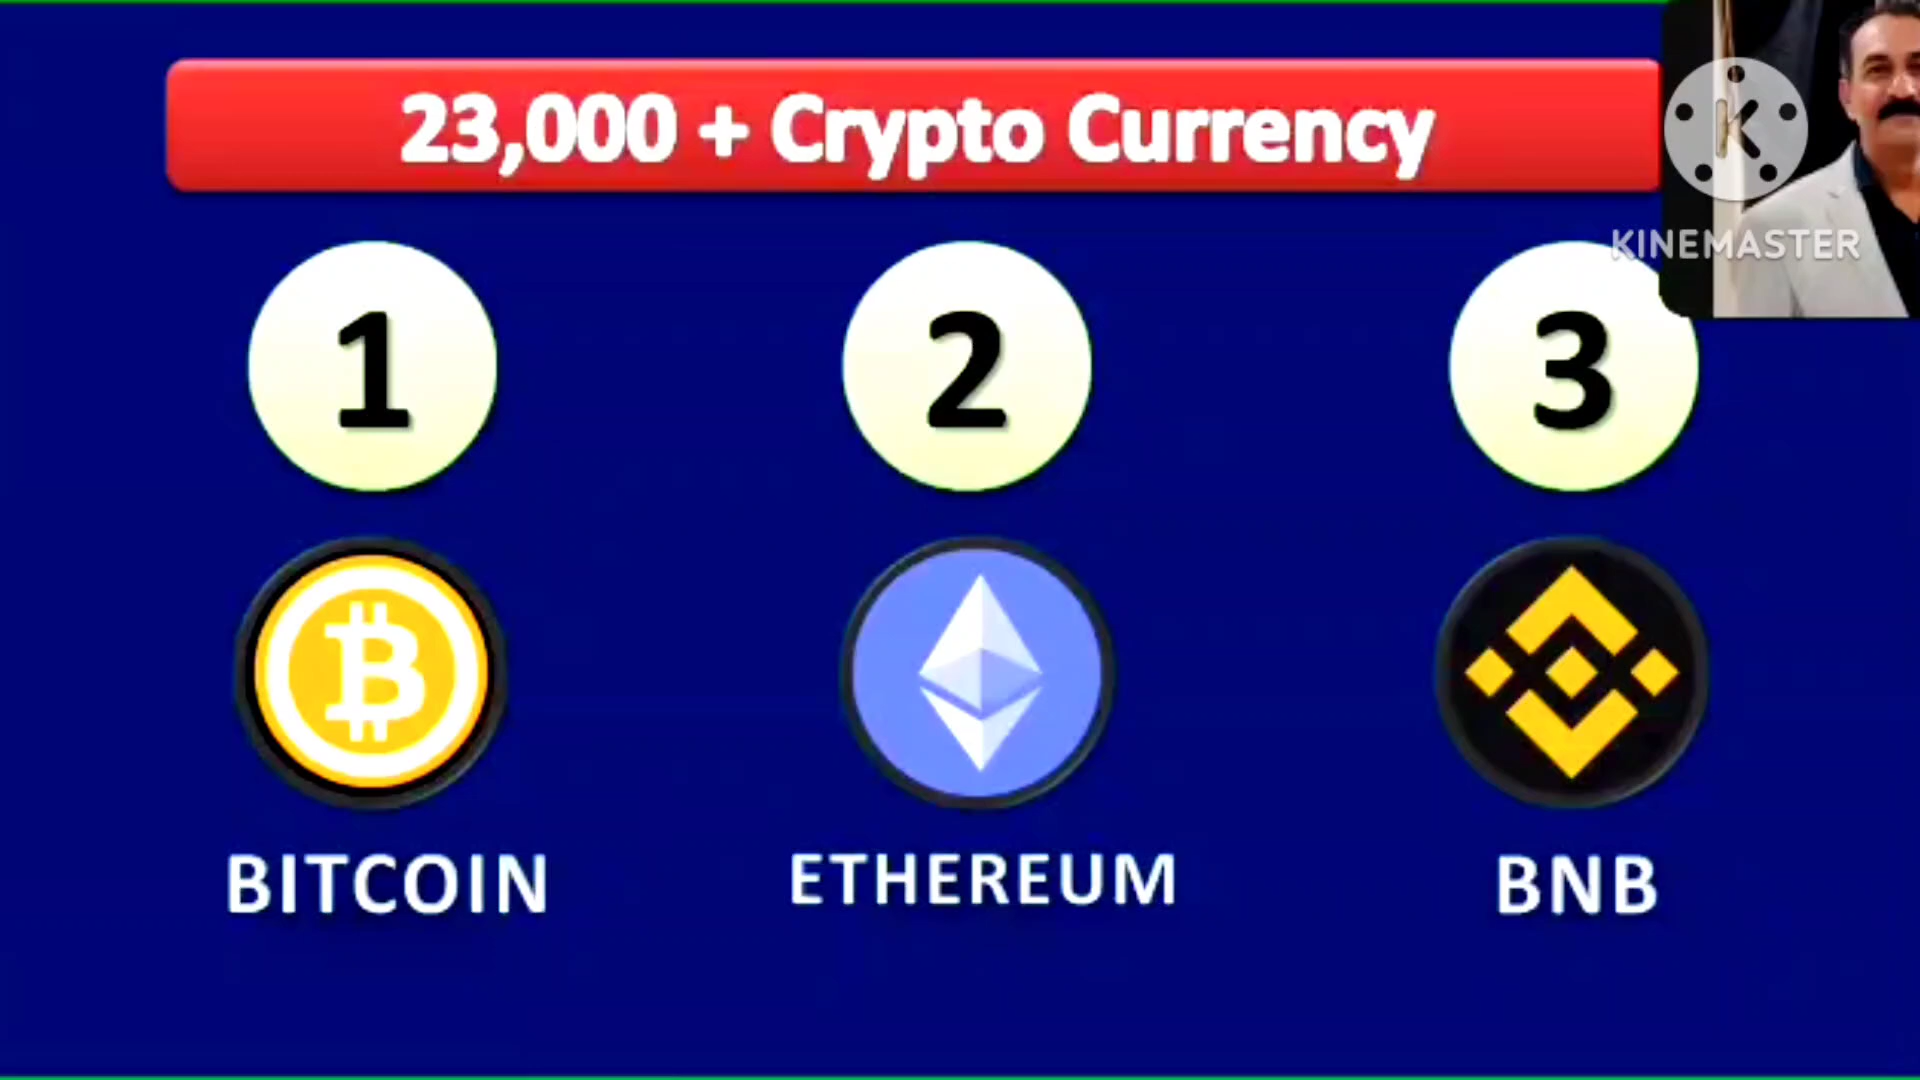 23,000 + Crypto Currency
K
KINEMASTER
1
2
3
BITCOIN
ETHEREUM
BNB